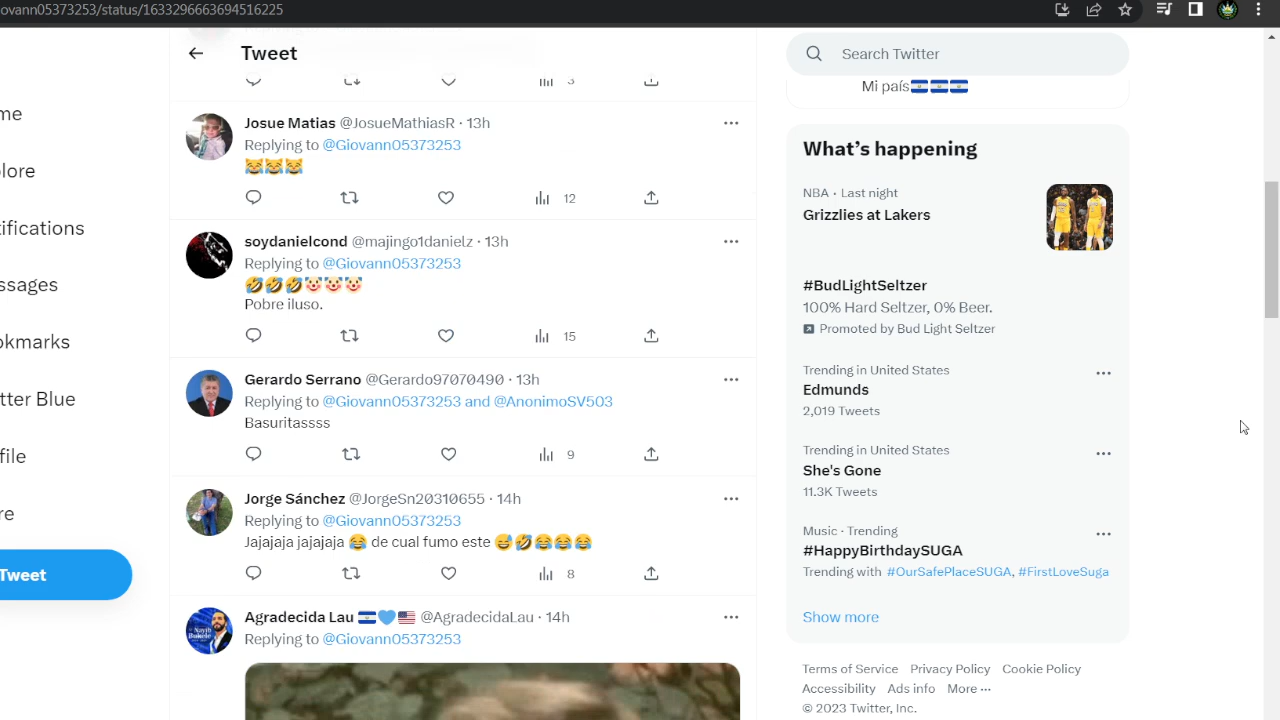 ovann05373253/status/163329666369451​6225
Tweet
Search Twitter
3
Mi país🇸🇻🇸🇻🇸🇻
me
lore
ifications
ssages
okmarks
tter Blue
file
re
Tweet
Josue Matias @JosueMathiasR · 13h
Replying to @Giovann05373253
😹😹😹
12
soydanielcond @majingo1danielz · 13h
Replying to @Giovann05373253
🤣🤣🤣🤡🤡🤡
Pobre iluso.
15
Gerardo Serrano @Gerardo97070490 · 13h
Replying to @Giovann05373253 and @AnonimoSV503
Basuritassss
9
Jorge Sánchez @JorgeSn20310655 · 14h
Replying to @Giovann05373253
Jajajaja jajajaja 😂 de cual fumo este 😅🤣😂😂😂
8
Agradecida Lau 🇸🇻💙🇺🇸 @AgradecidaLau · 14h
Replying to @Giovann05373253
Nayib
Bukele
What's happening
NBA · Last night
Grizzlies at Lakers
#BudLightSeltzer
100% Hard Seltzer, 0% Beer.
Promoted by Bud Light Seltzer
Trending in United States
Edmunds
2,019 Tweets
Trending in United States
She's Gone
11.3K Tweets
Music · Trending
#HappyBirthdaySUGA
Trending with #OurSafePlaceSUGA, #FirstLoveSuga
Show more
Terms of Service Privacy Policy Cookie Policy
Accessibility Ads info More ···
© 2023 Twitter, Inc.